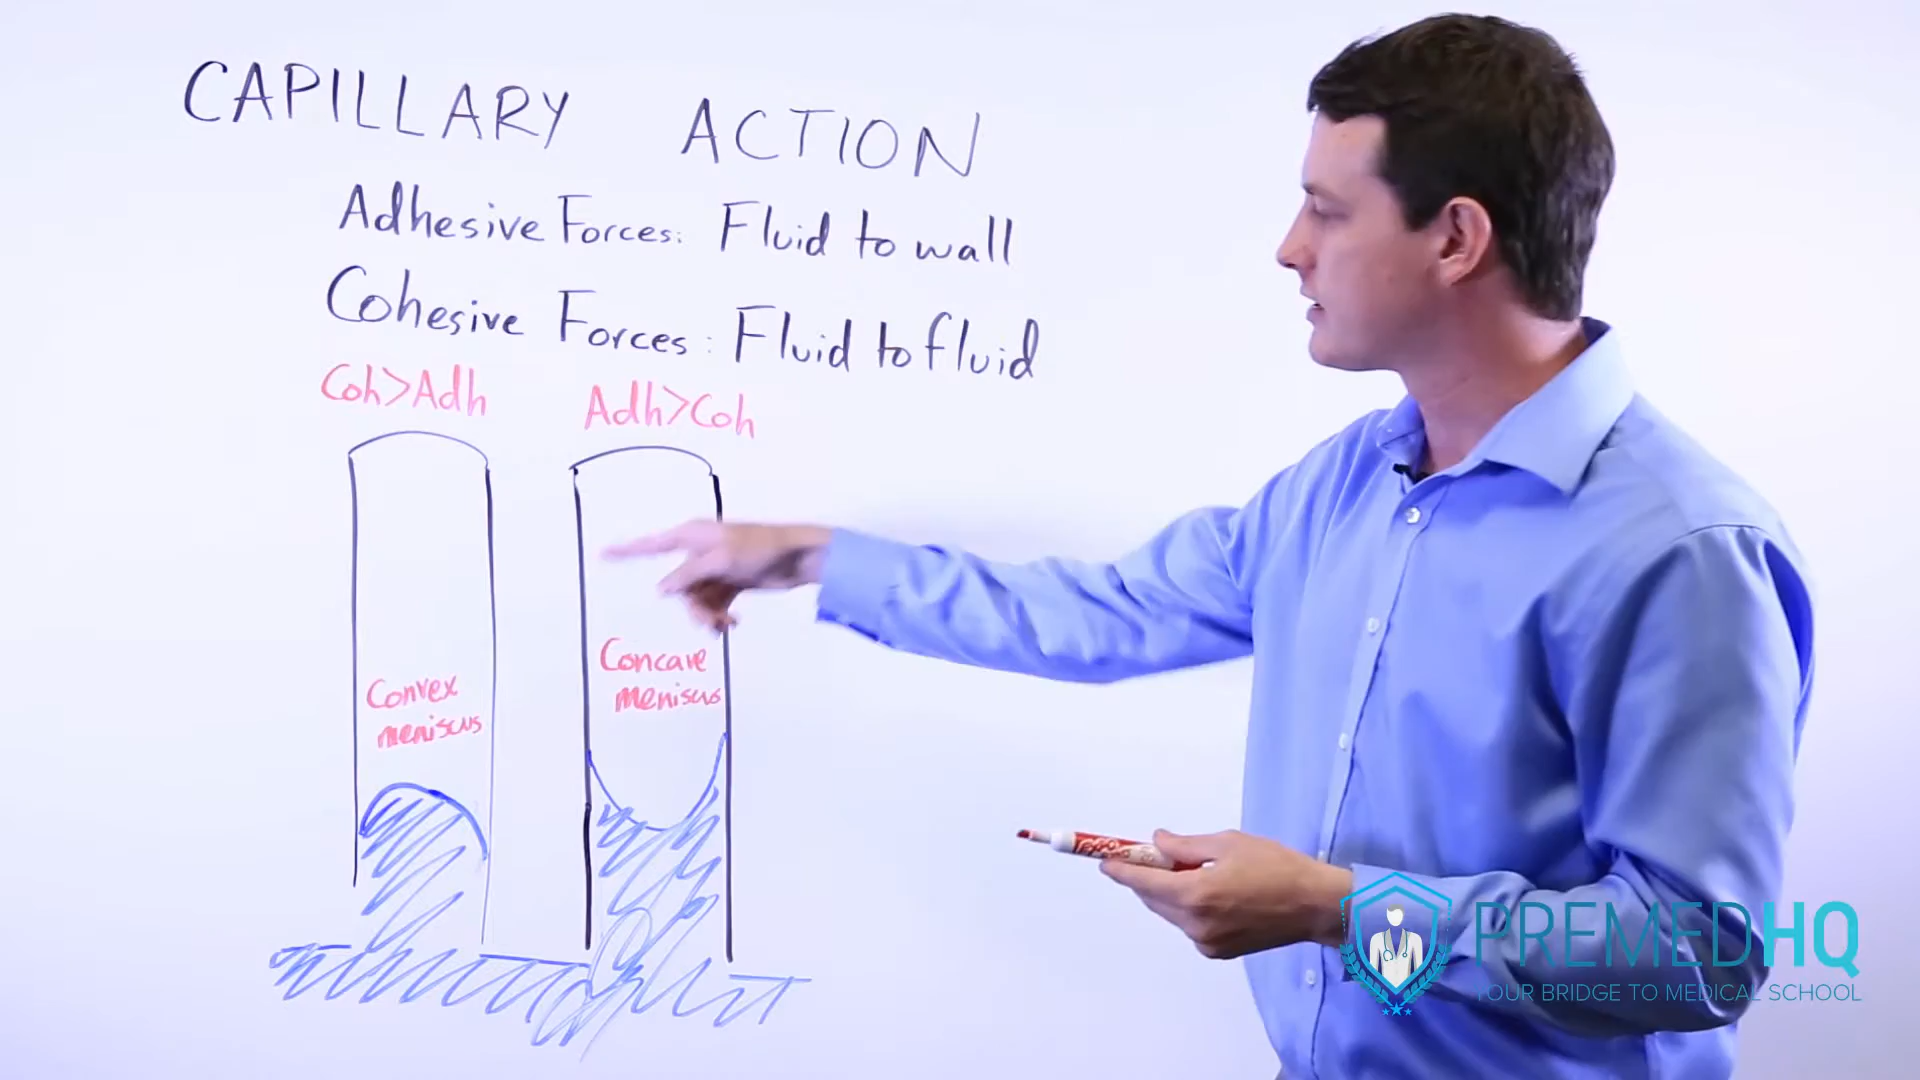 CAPILLARY ACTION
Adhesive Forces: Fluid to wall
Cohesive Forces: Fluid to fluid
Coh>Adh
Adh>Coh
Convex
meniscus
Concave
meniscus
Expo
PREMEDHQ
YOUR BRIDGE TO MEDICAL SCHOOL